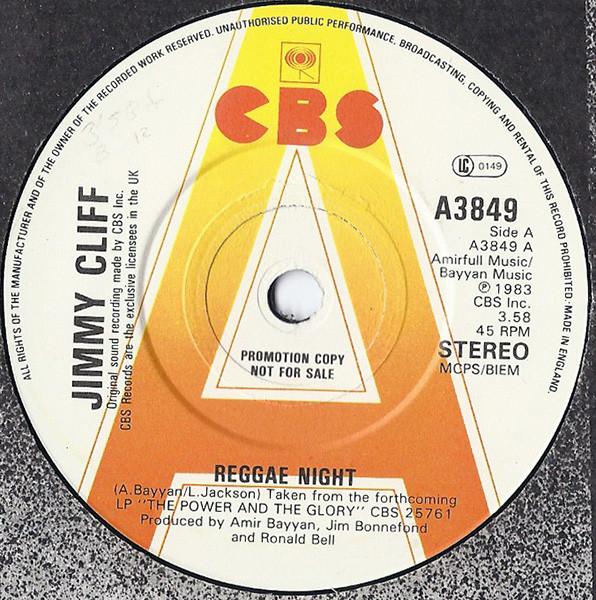 ALL RIGHTS OF THE MANUFACTURER AND OF THE OWNER OF THE RECORDED WORK RESERVED. UNAUTHORISED PUBLIC PERFORMANCE, BROADCASTING, COPYING AND RENTAL OF THIS RECORD PROHIBITED. MADE IN ENGLAND.
CBS
LC 0149
JIMMY CLIFF
Original sound recording made by CBS Inc.
CBS Records are the exclusive licensees in the UK
A3849
Side A
A3849 A
Amirfull Music/
Bayyan Music
℗ 1983
CBS Inc.
3.58
45 RPM
STEREO
MCPS/BIEM
PROMOTION COPY
NOT FOR SALE
REGGAE NIGHT
(A.Bayyan/L.Jackson) Taken from the forthcoming
LP "THE POWER AND THE GLORY" CBS 25761
Produced by Amir Bayyan, Jim Bonnefond
and Ronald Bell